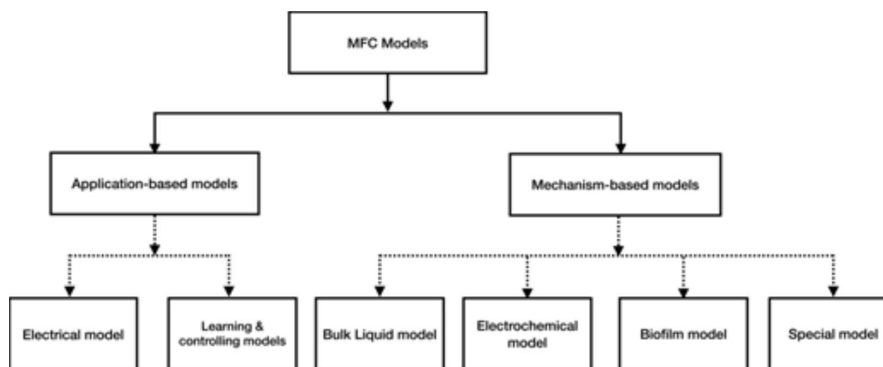 MFC Models
Application-based models
Mechanism-based models
Electrical model
Learning &
controlling models
Bulk Liquid model
Electrochemical
model
Biofilm model
Special model